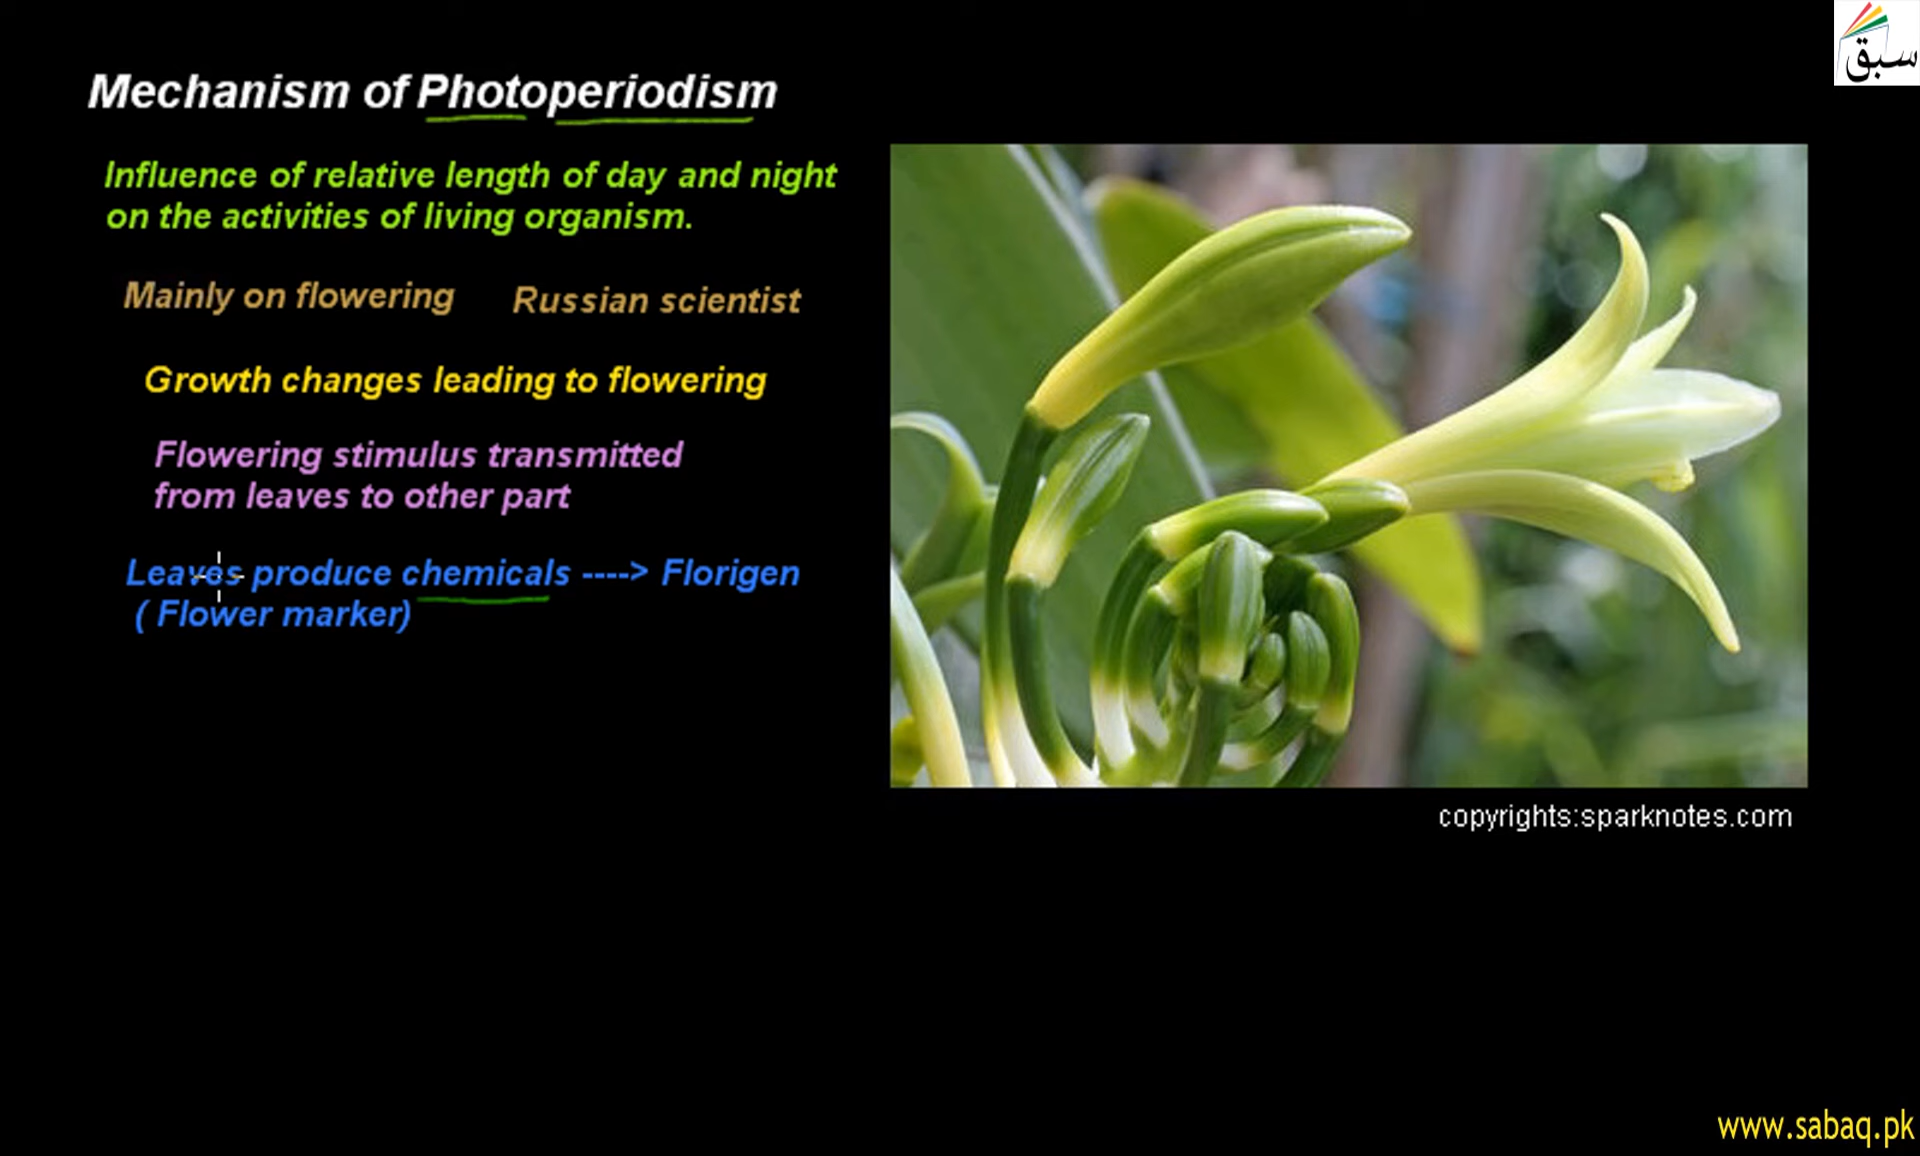 سبق
Mechanism of Photoperiodism
Influence of relative length of day and night
on the activities of living organism.
Mainly on flowering Russian scientist
Growth changes leading to flowering
Flowering stimulus transmitted
from leaves to other part
Leaves produce chemicals ----> Florigen
( Flower marker)
copyrights:sparknotes.com
www.sabaq.pk